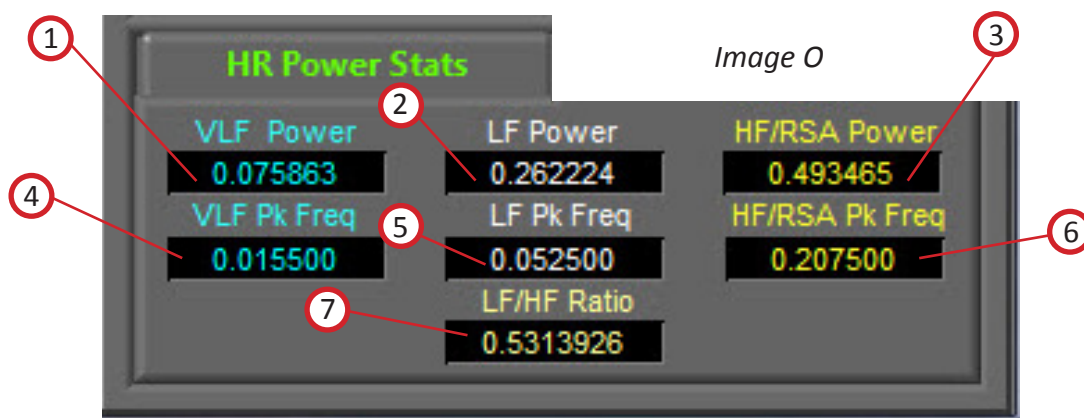 1
3
HR Power Stats
Image O
2
VLF  Power
LF Power
HF/RSA Power
0.075863
0.262224
0.493465
4
VLF Pk Freq
5
LF Pk Freq
HF/RSA Pk Freq
6
0.015500
0.052500
0.207500
7
LF/HF Ratio
0.5313926